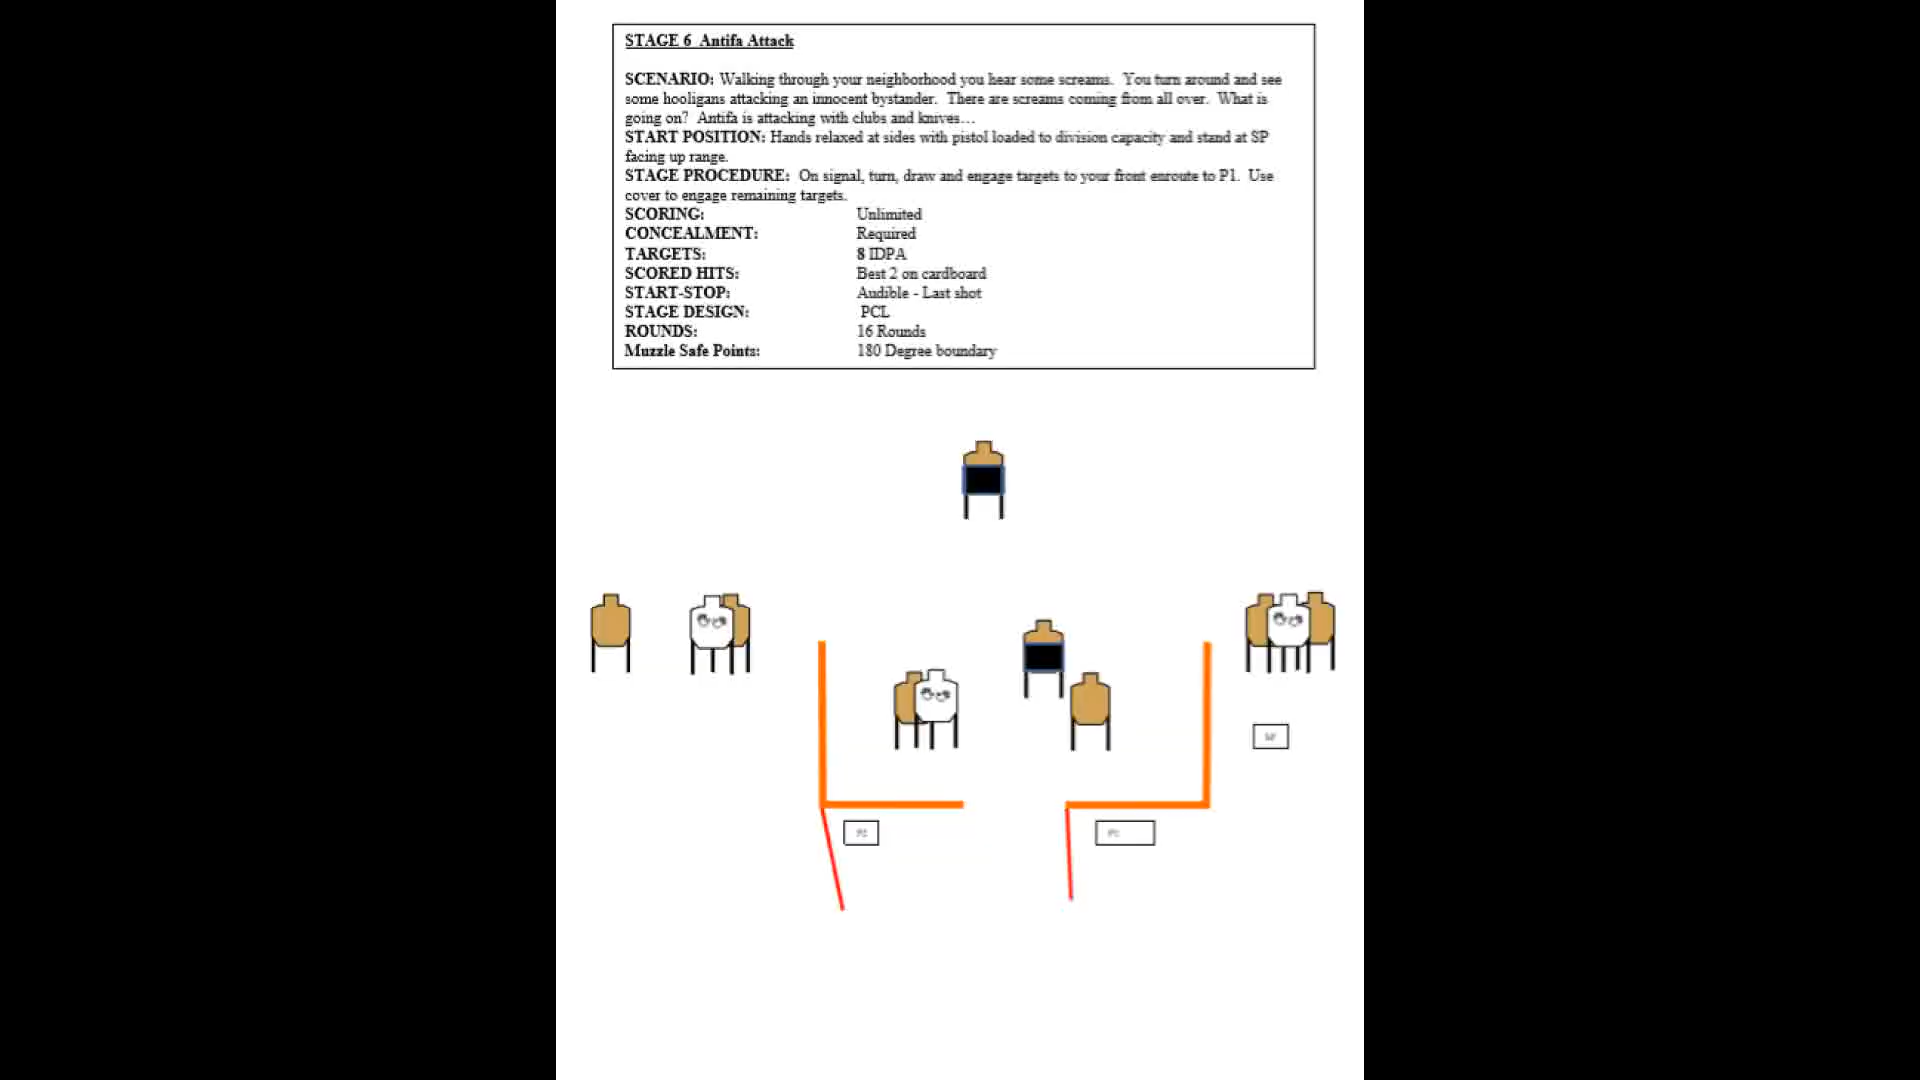 STAGE 6 Antifa Attack
SCENARIO: Walking through your neighborhood you hear some screams. You turn around and see
some hooligans attacking an innocent bystander. There are screams coming from all over. What is
going on? Antifa is attacking with clubs and knives…
START POSITION: Hands relaxed at sides with pistol loaded to division capacity and stand at SP
facing up range.
STAGE PROCEDURE: On signal, turn, draw and engage targets to your front enroute to P1. Use
cover to engage remaining targets.
SCORING: Unlimited
CONCEALMENT: Required
TARGETS: 8 IDPA
SCORED HITS: Best 2 on cardboard
START-STOP: Audible - Last shot
STAGE DESIGN: PCL
ROUNDS: 16 Rounds
Muzzle Safe Points: 180 Degree boundary